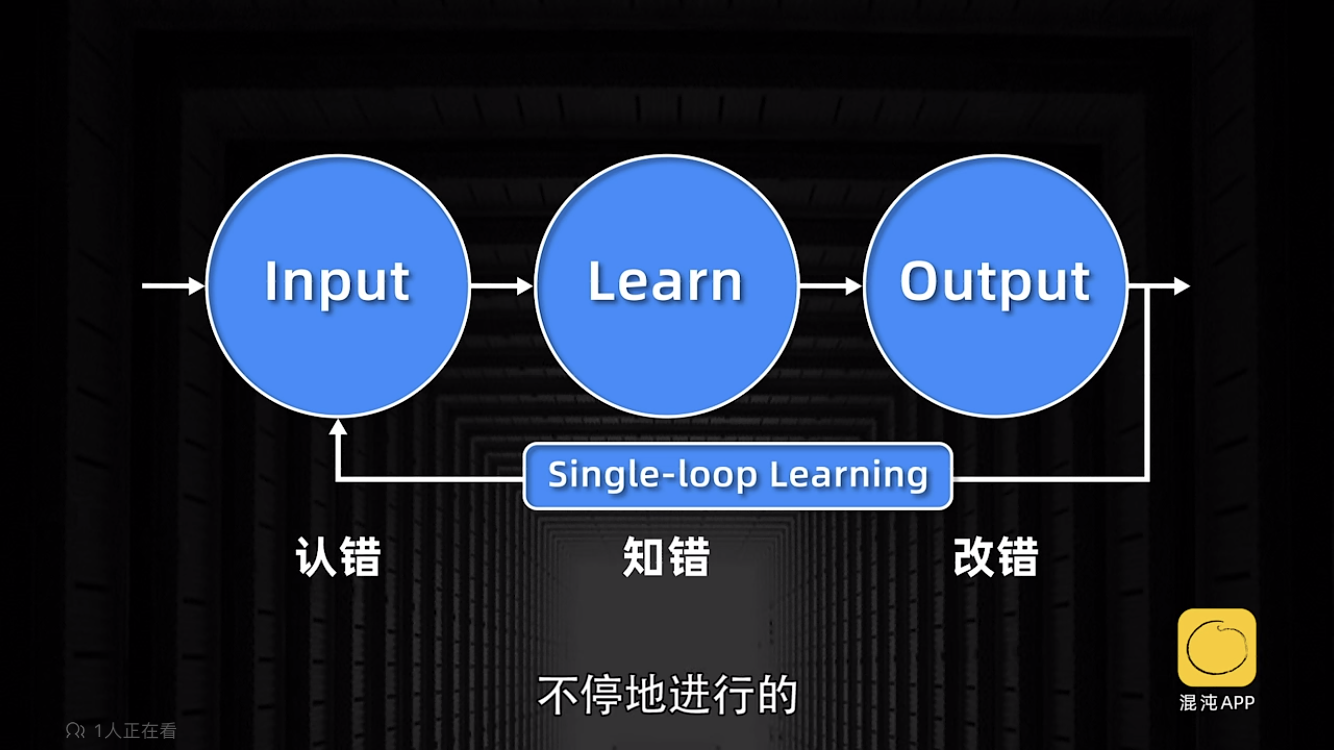 Input
Learn
Output
Single-loop Learning
认错
知错
改错
混沌APP
不停地进行的
1人正在看